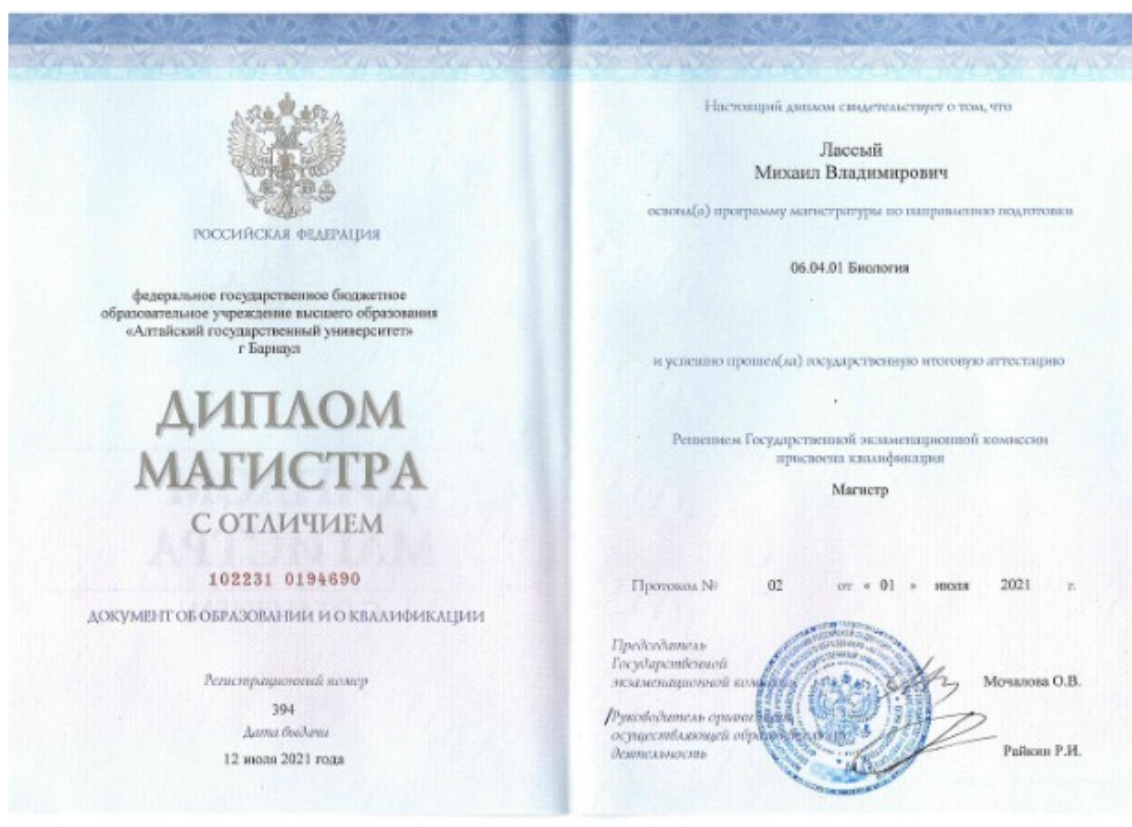 РОССИЙСКАЯ ФЕДЕРАЦИЯ
федеральное государственное бюджетное
образовательное учреждение высшего образования
«Алтайский государственный университет»
г Барнаул
ДИПЛОМ
МАГИСТРА
С ОТЛИЧИЕМ
102231 0194690
ДОКУМЕНТ ОБ ОБРАЗОВАНИИ И О КВАЛИФИКАЦИИ
Регистрационный номер
394
Дата выдачи
12 июля 2021 года
Настоящий диплом свидетельствует о том, что
Лассый
Михаил Владимирович
освоил(а) программу магистратуры по направлению подготовки
06.04.01 Биология
и успешно прошел(ла) государственную итоговую аттестацию
Решением Государственной экзаменационной комиссии
присвоена квалификация
Магистр
Протокол № 02 от « 01 » июля 2021 г.
Председатель
Государственной
экзаменационной
Мочалова О.В.
Руководитель
осуществляющей
деятельность
Райкин Р.И.